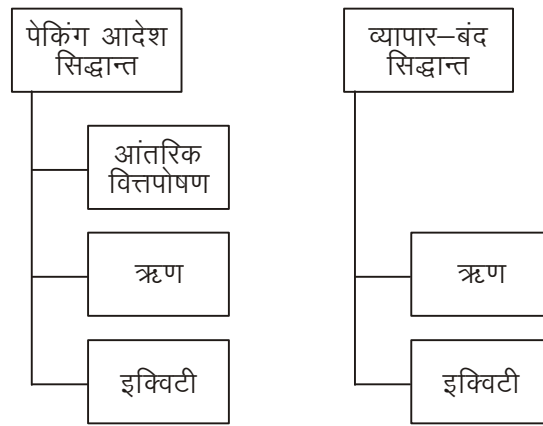 पेकिंग आदेश
सिद्धान्त
आंतरिक
वित्तपोषण
ऋण
इक्विटी
व्यापार–बंद
सिद्धान्त
ऋण
इक्विटी